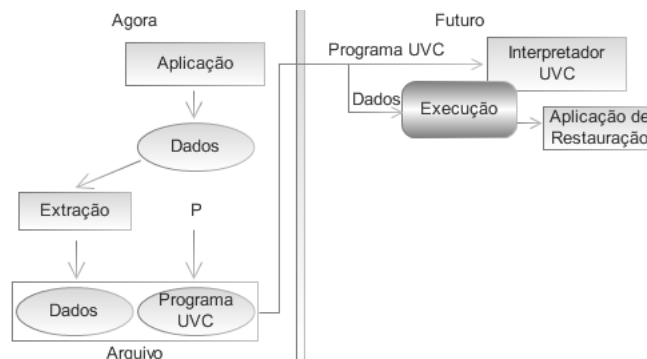 Agora
Futuro
Aplicação
Programa UVC
Interpretador
UVC
Dados
Execução
Aplicação de
Restauração
Dados
Extração
P
Dados
Programa
UVC
Arquivo